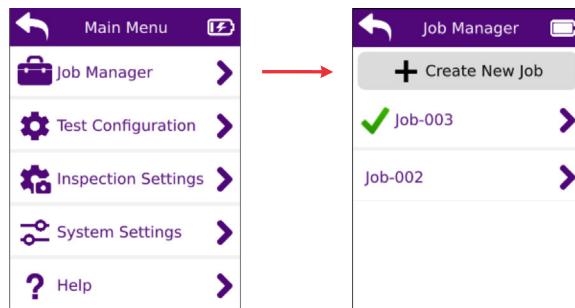 Main Menu
Job Manager
Test Configuration
Inspection Settings
System Settings
Help
Job Manager
Create New Job
Job-003
Job-002